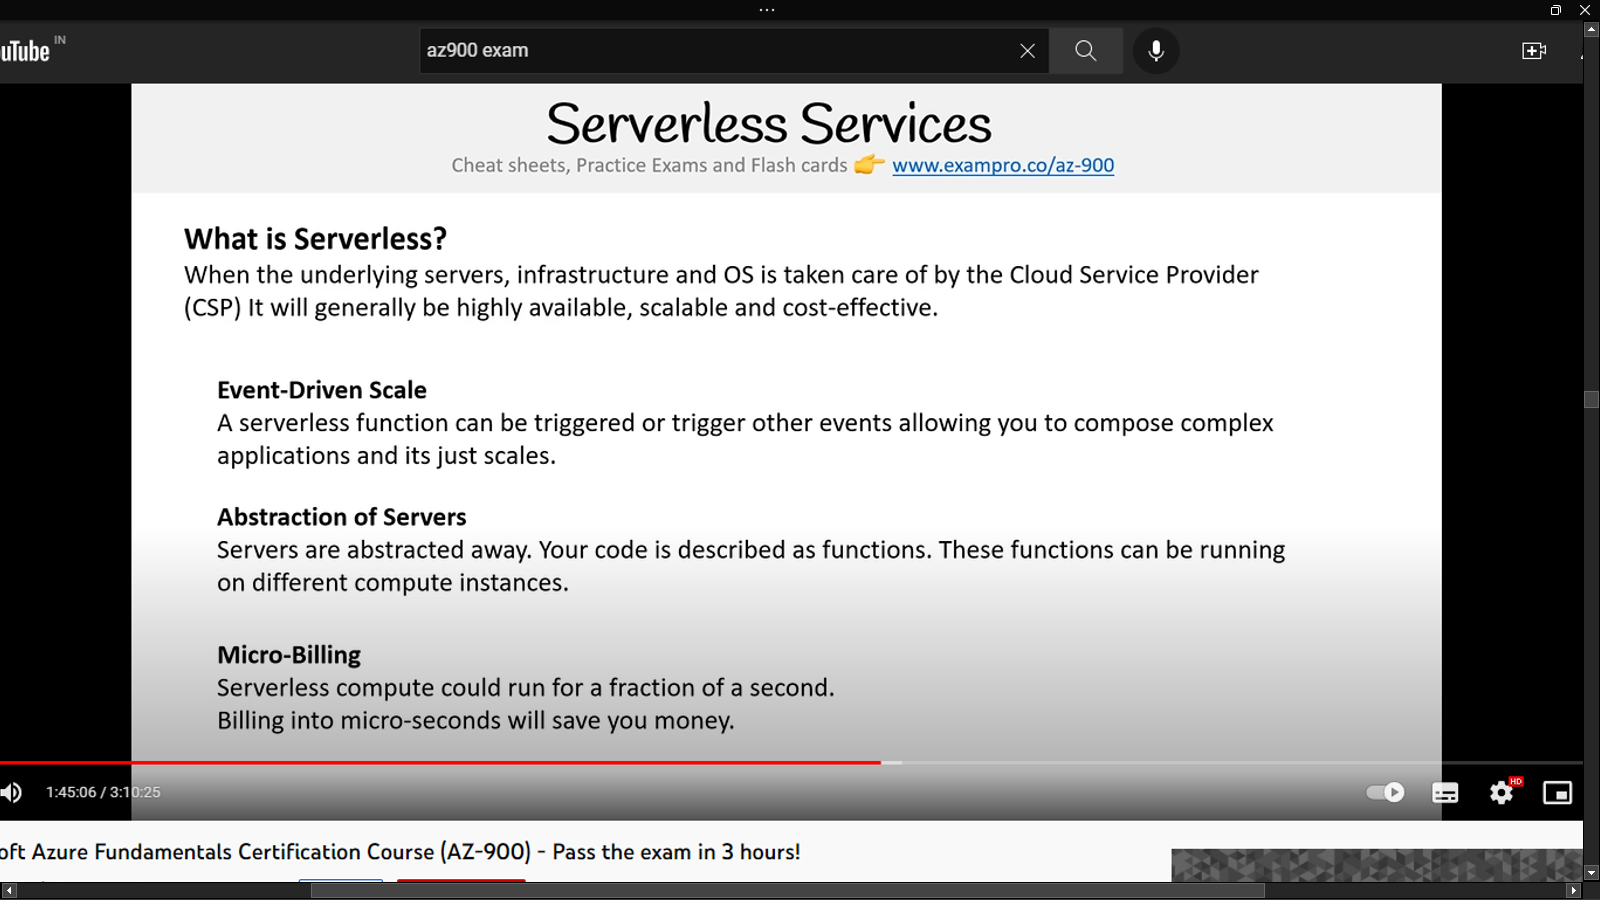 uTube IN
az900 exam
Serverless Services
Cheat sheets, Practice Exams and Flash cards 👉 www.exampro.co/az-900
What is Serverless?
When the underlying servers, infrastructure and OS is taken care of by the Cloud Service Provider
(CSP) It will generally be highly available, scalable and cost-effective.
Event-Driven Scale
A serverless function can be triggered or trigger other events allowing you to compose complex
applications and its just scales.
Abstraction of Servers
Servers are abstracted away. Your code is described as functions. These functions can be running
on different compute instances.
Micro-Billing
Serverless compute could run for a fraction of a second.
Billing into micro-seconds will save you money.
1:45:06 / 3:10:25
HD
oft Azure Fundamentals Certification Course (AZ-900) - Pass the exam in 3 hours!